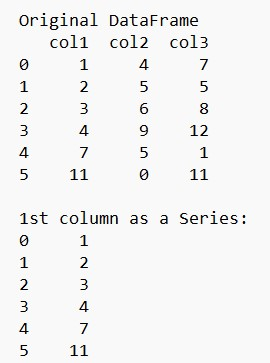 Original DataFrame
   col1  col2  col3
0     1     4     7
1     2     5     5
2     3     6     8
3     4     9    12
4     7     5     1
5    11     0    11

1st column as a Series:
0     1
1     2
2     3
3     4
4     7
5    11